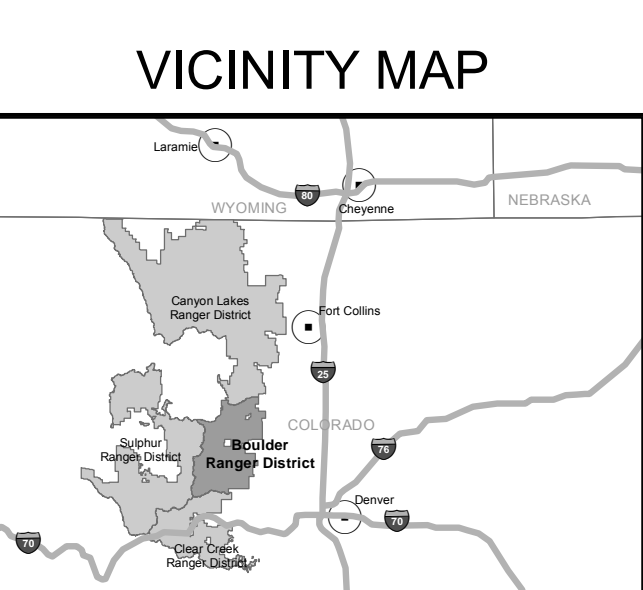 VICINITY MAP
Laramie
80
WYOMING
Cheyenne
NEBRASKA
Canyon Lakes
Ranger District
Fort Collins
25
COLORADO
Sulphur
Ranger District
Boulder
Ranger District
76
Denver
70
70
Clear Creek
Ranger District